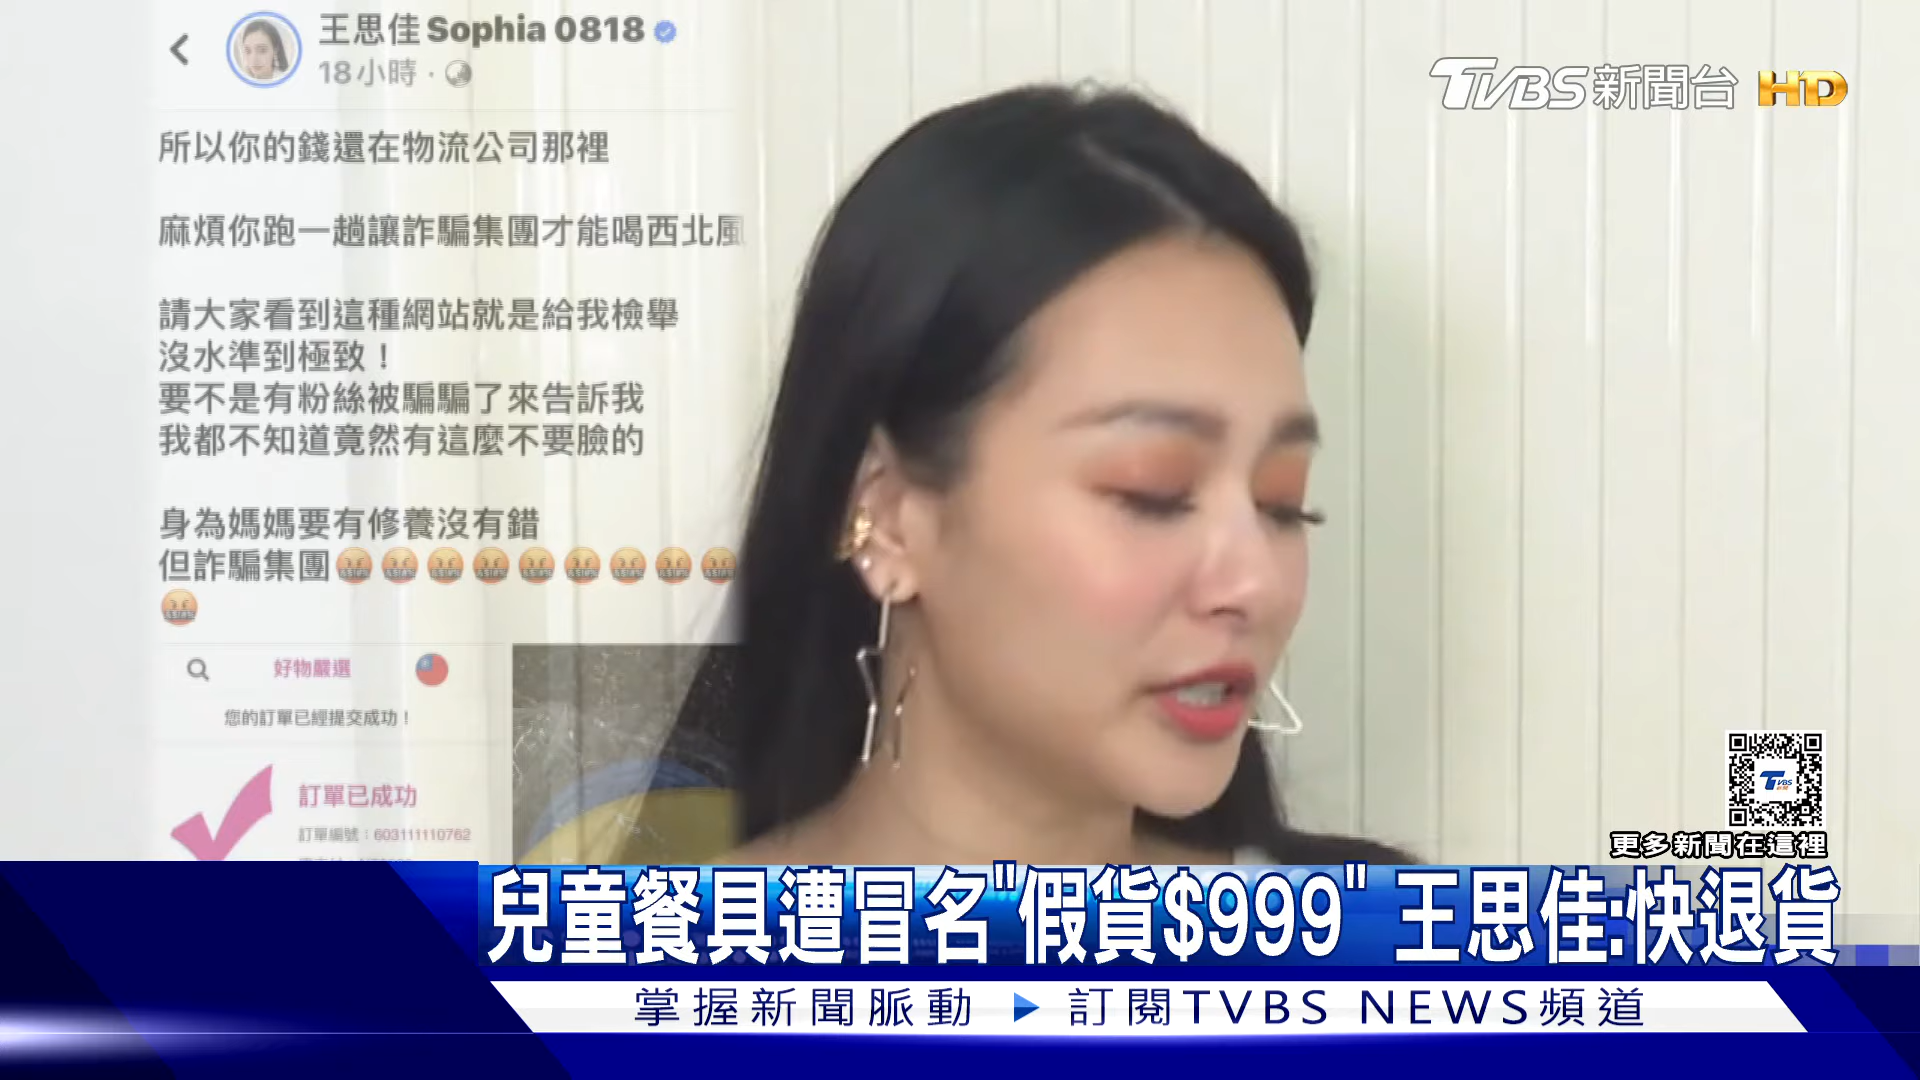 王思佳Sophia 0818
18小時 ·
TVBS新聞台 HD
所以你的錢還在物流公司那裡
麻煩你跑一趟讓詐騙集團才能喝西北風
請大家看到這種網站就是給我檢舉
沒水準到極致！
要不是有粉絲被騙騙了來告訴我
我都不知道竟然有這麼不要臉的
身為媽媽要有修養沒有錯
但詐騙集團🤬🤬🤬🤬🤬🤬🤬🤬🤬
🤬
好物嚴選
您的訂單已經提交成功！
訂單已成功
訂單編號：603111110762
TVBS
更多新聞在這裡
兒童餐具遭冒名"假貨$999" 王思佳:快退貨
掌握新聞脈動 ▶ 訂閱TVBS NEWS頻道